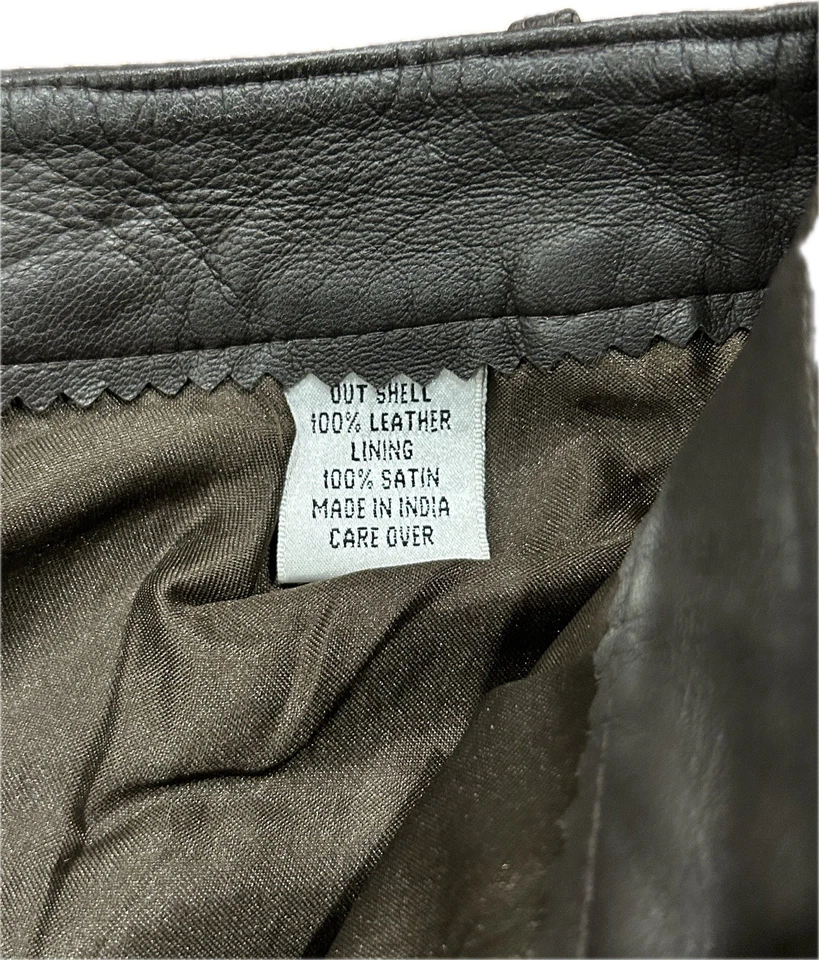 OUT SHELL
100% LEATHER
LINING
100% SATIN
MADE IN INDIA
CARE OVER